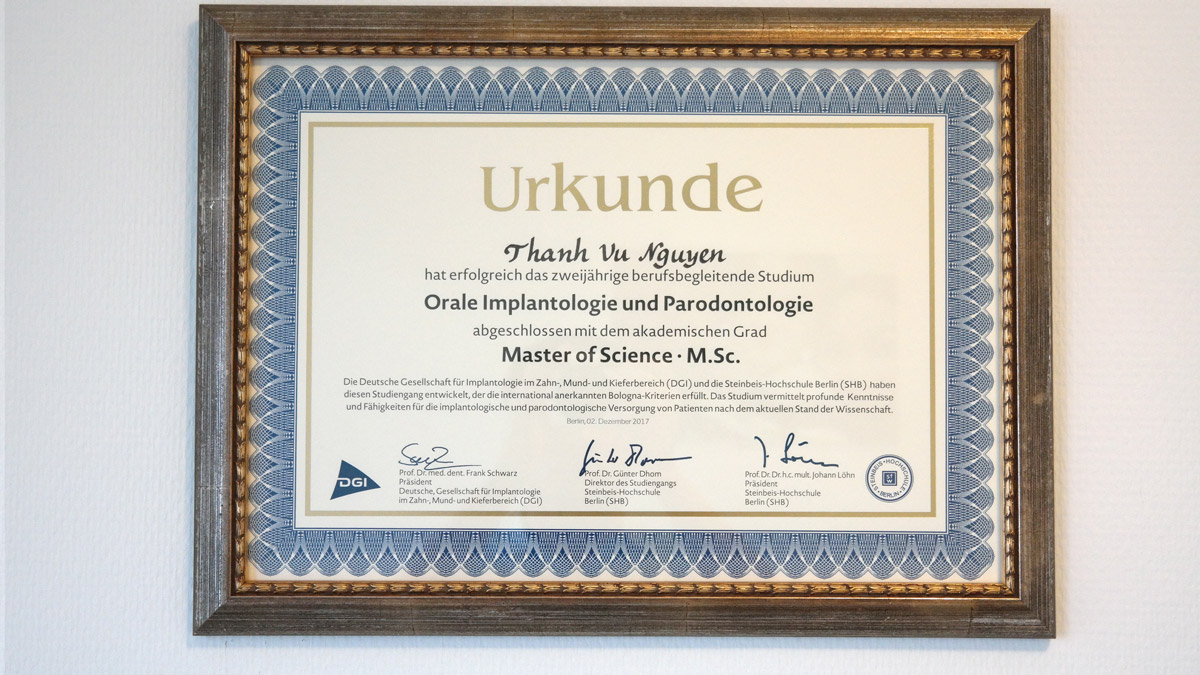 Urkunde
Thanh Vu Nguyen
hat erfolgreich das zweijährige berufsbegleitende Studium
Orale Implantologie und Parodontologie
abgeschlossen mit dem akademischen Grad
Master of Science · M.Sc.
Die Deutsche Gesellschaft für Implantologie im Zahn-, Mund- und Kieferbereich (DGI) und die Steinbeis-Hochschule Berlin (SHB) haben
diesen Studiengang entwickelt, der die international anerkannten Bologna-Kriterien erfüllt. Das Studium vermittelt profunde Kenntnisse
und Fähigkeiten für die implantologische und parodontologische Versorgung von Patienten nach dem aktuellen Stand der Wissenschaft.
Berlin, 02. Dezember 2017
DGI
Prof. Dr. med. dent. Frank Schwarz
Präsident
Deutsche, Gesellschaft für Implantologie
im Zahn-, Mund- und Kieferbereich (DGI)
Prof. Dr. Günter Dhom
Direktor des Studiengangs
Steinbeis-Hochschule
Berlin (SHB)
Prof. Dr. Dr. h.c. mult. Johann Löhn
Präsident
Steinbeis-Hochschule
Berlin (SHB)
STEINBEIS-HOCHSCHULE
·BERLIN·